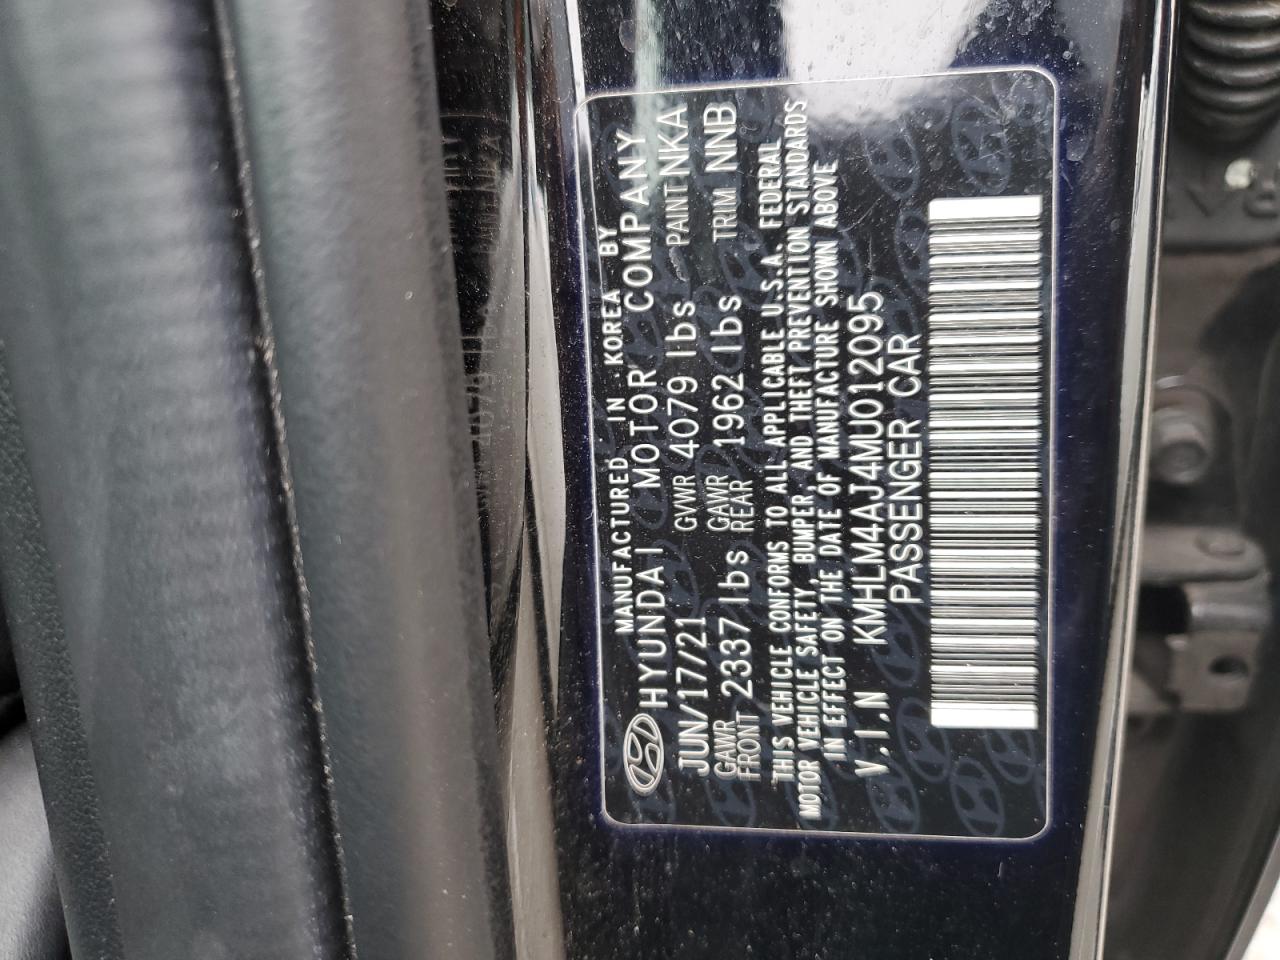 MANUFACTURED IN KOREA BY
HYUNDAI MOTOR COMPANY
JUN/17/21 GVWR 4079 lbs PAINT NKA
GAWR FRONT 2337 lbs GAWR REAR 1962 lbs TRIM NNB
THIS VEHICLE CONFORMS TO ALL APPLICABLE U.S.A. FEDERAL
MOTOR VEHICLE SAFETY, BUMPER, AND THEFT PREVENTION STANDARDS
IN EFFECT ON THE DATE OF MANUFACTURE SHOWN ABOVE
V.I.N KMHLM4AJ4MU012095
PASSENGER CAR